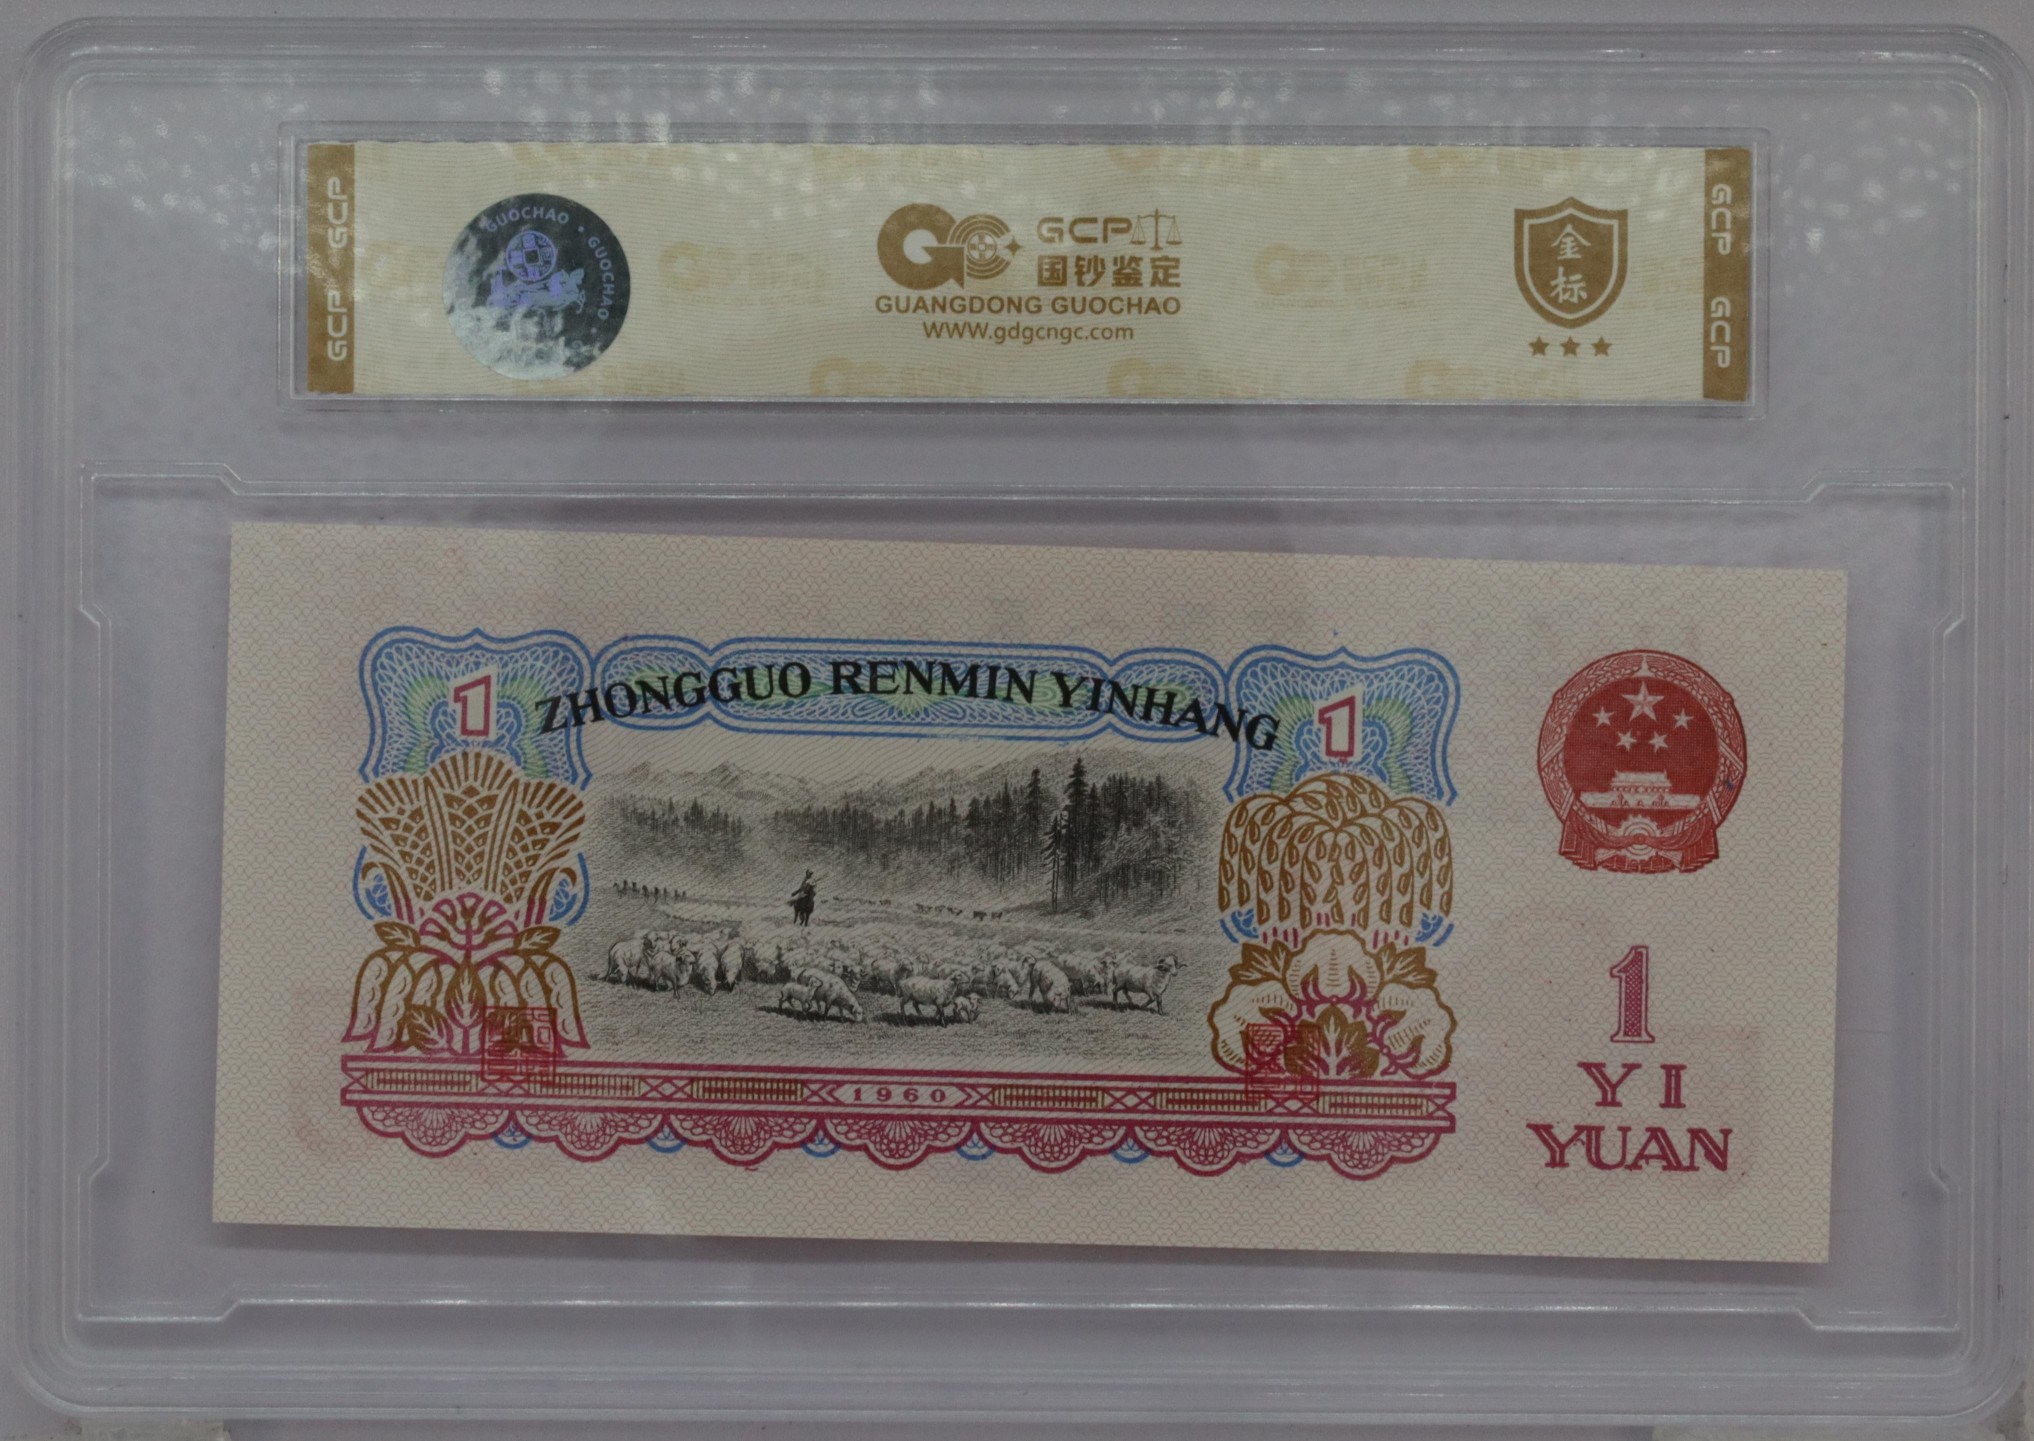 GCP GCP
GUOCHAO · GUOCHAO
GC GCP
国钞鉴定
GUANGDONG GUOCHAO
WWW.gdgcngc.com
金标
GCP GCP
1 ZHONGGUO RENMIN YINHANG 1
1960
1
YI
YUAN